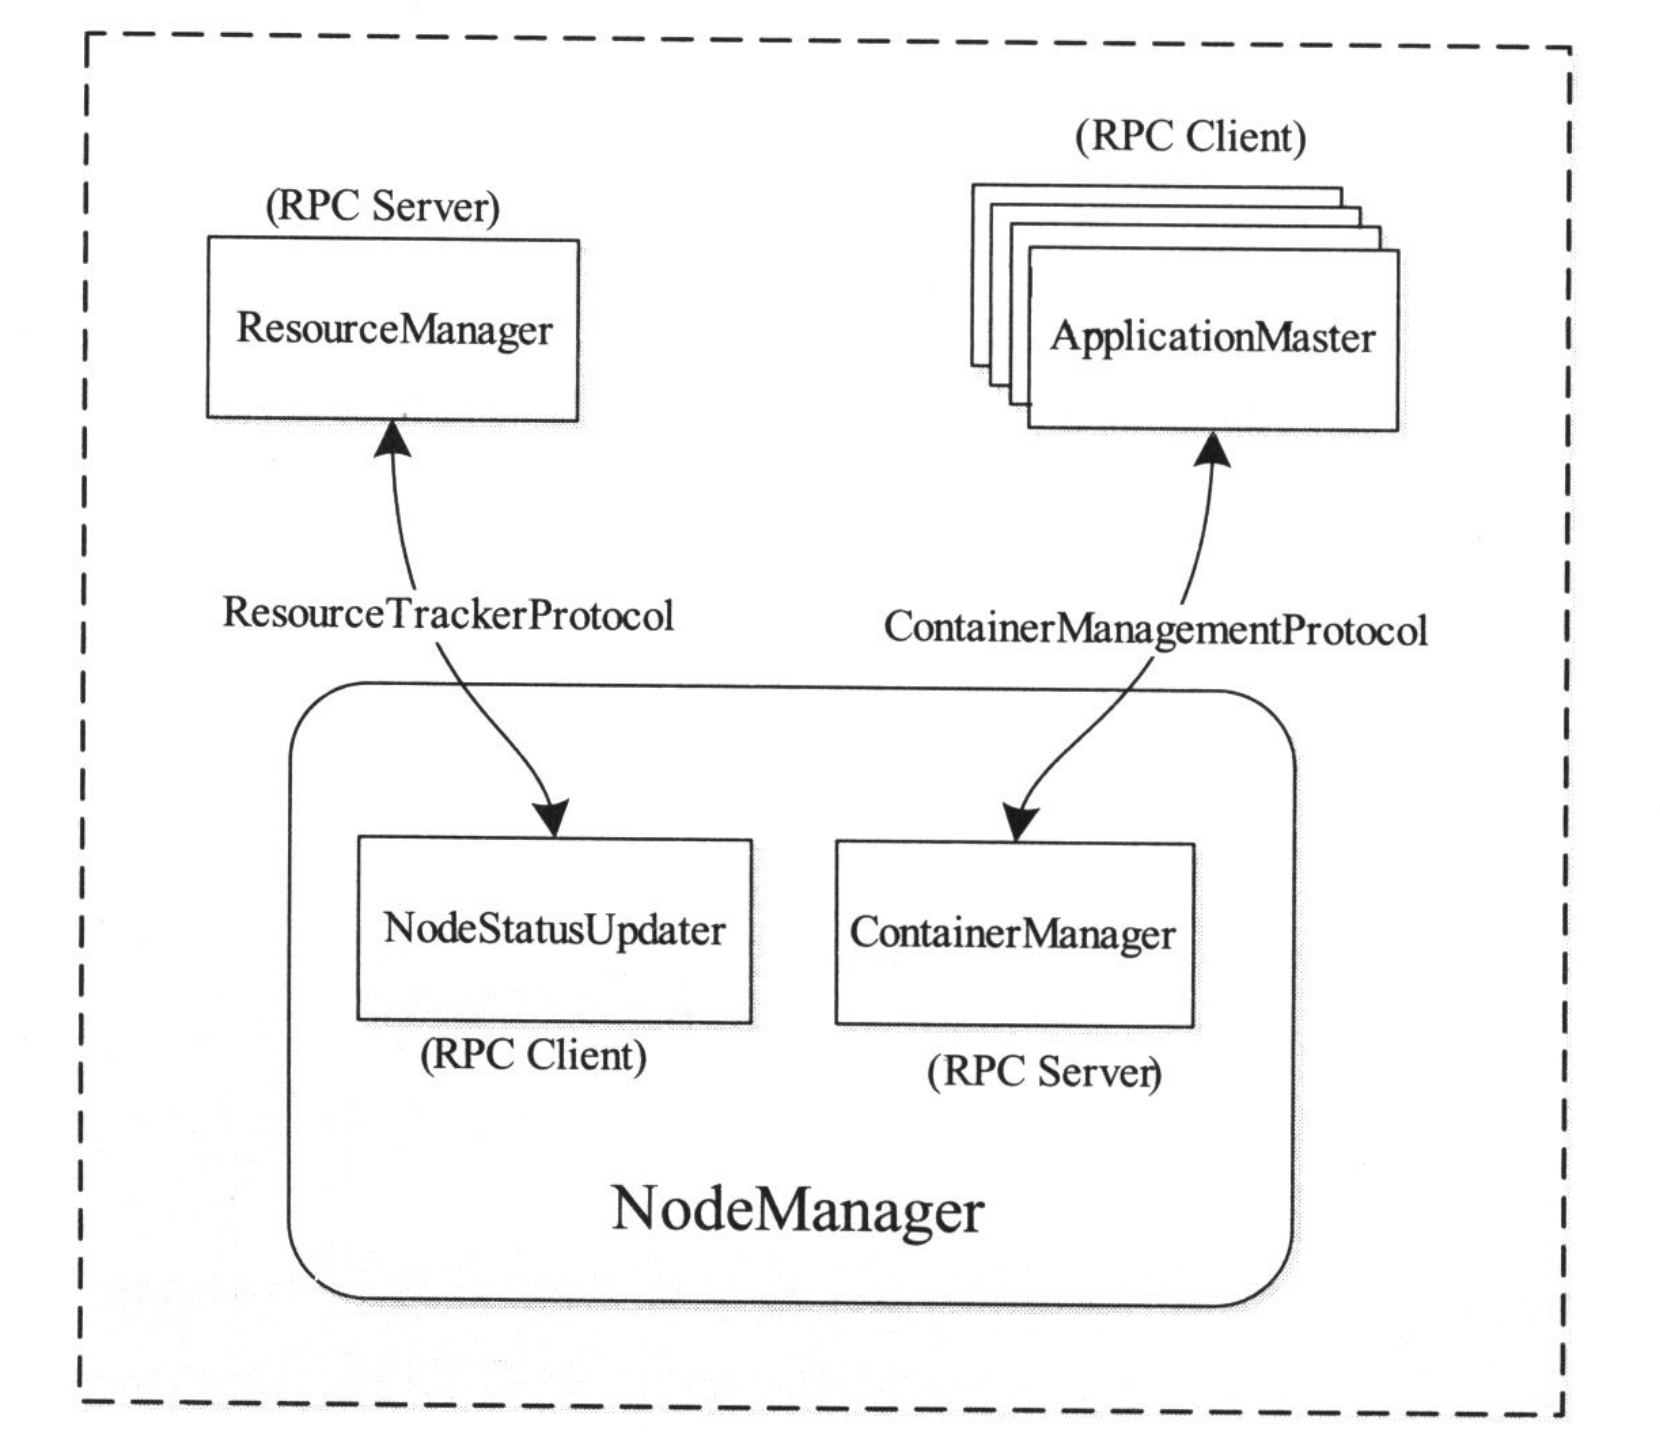 (RPC Client)
(RPC Server)
ResourceManager
ApplicationMaster
ResourceTrackerProtocol
ContainerManagementProtocol
NodeStatusUpdater
ContainerManager
(RPC Client)
(RPC Server)
NodeManager